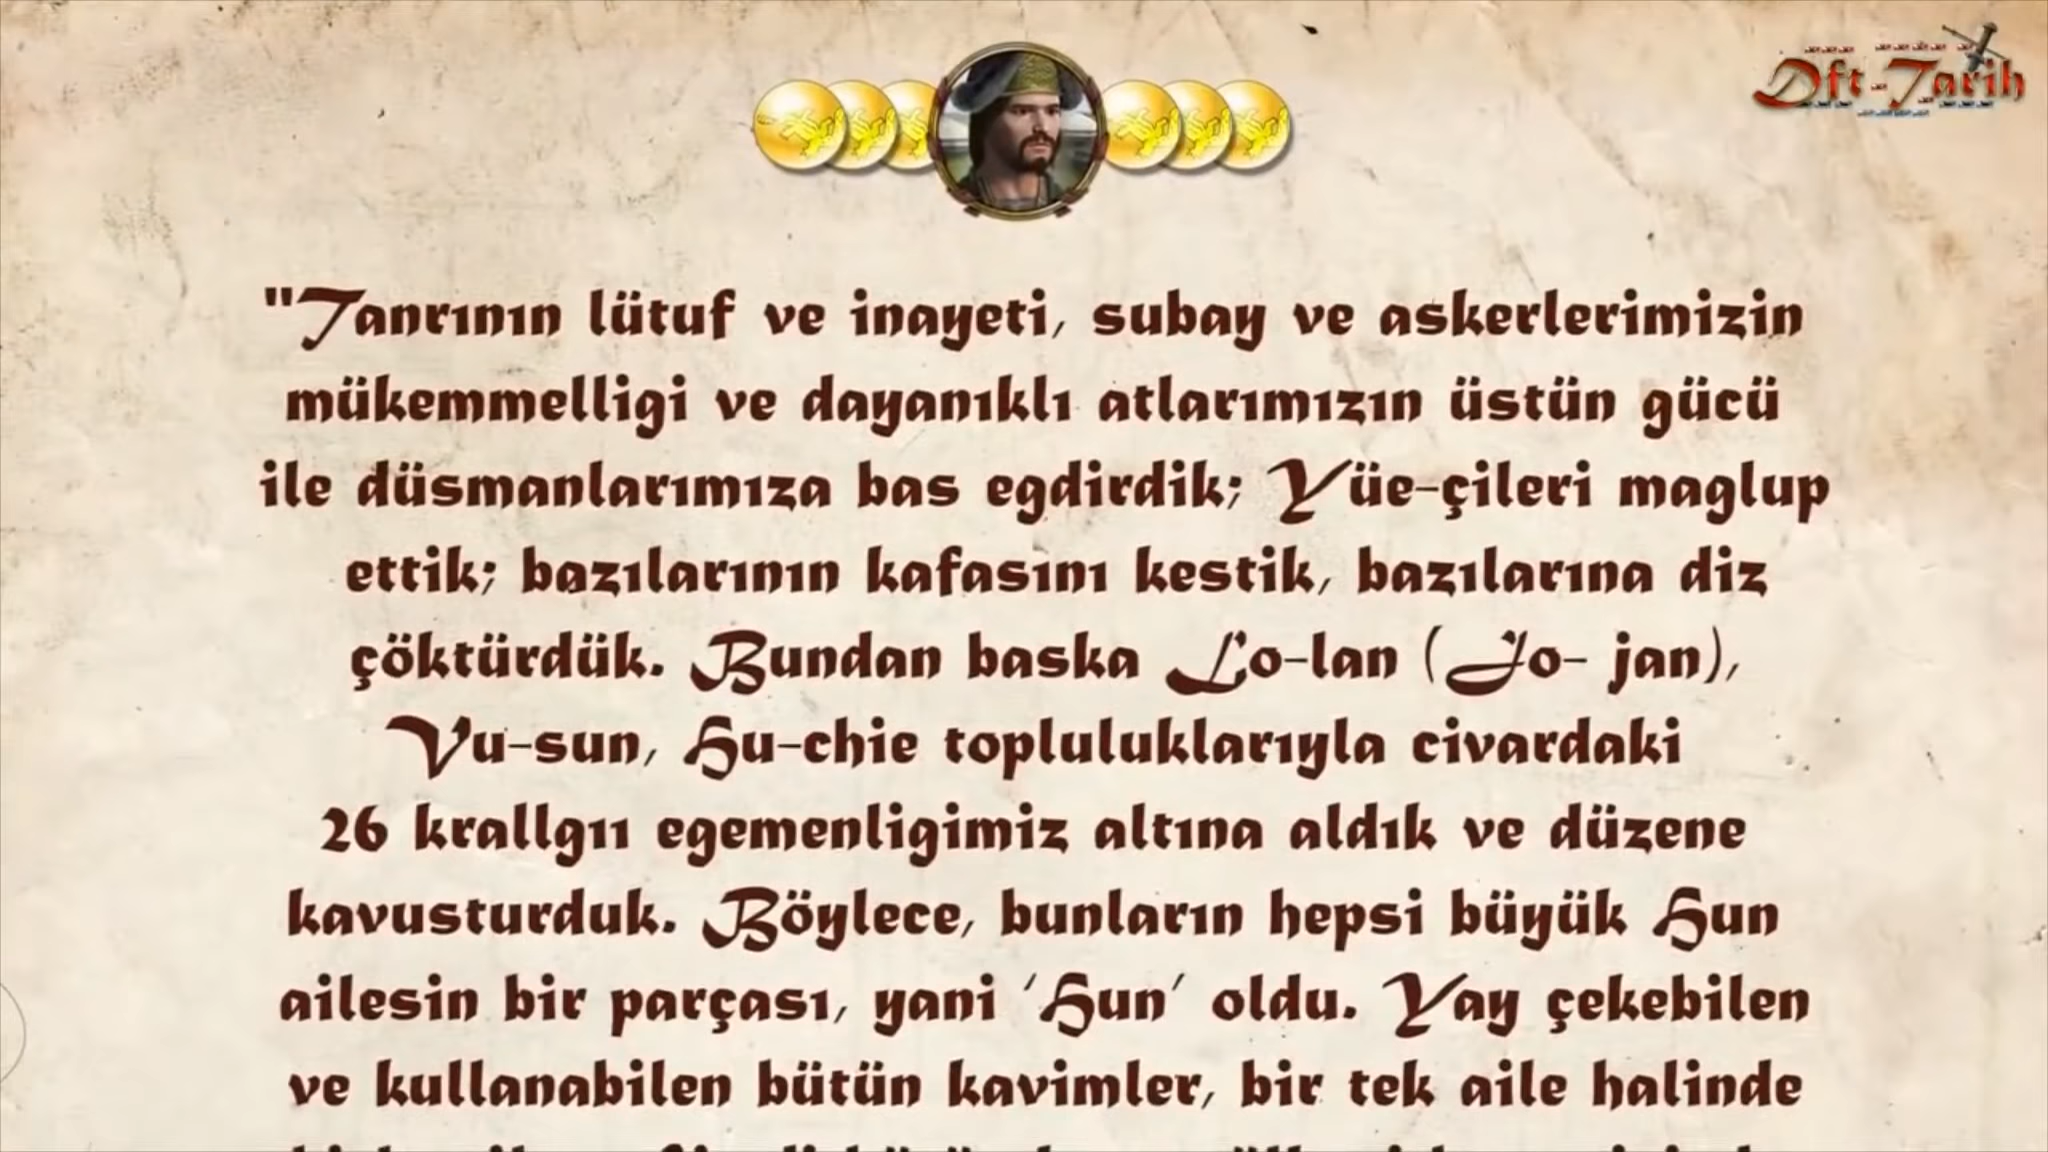 Dft-Tarih
"Tanrının lütuf ve inayeti, subay ve askerlerimizin
mükemmelligi ve dayanıklı atlarımızın üstün gücü
ile düsmanlarımıza bas egdirdik; Yüe-çileri maglup
ettik; bazılarının kafasını kestik, bazılarına diz
çöktürdük. Bundan baska Lo-lan (Jo- jan),
Vu-sun, Hu-chie topluluklarıyla civardaki
26 krallgıı egemenligimiz altına aldık ve düzene
kavusturduk. Böylece, bunların hepsi büyük Hun
ailesin bir parçası, yani 'Hun' oldu. Yay çekebilen
ve kullanabilen bütün kavimler, bir tek aile halinde